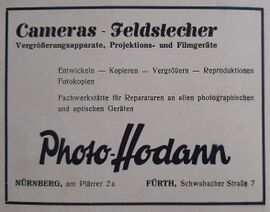 Cameras - Feldstecher
Vergrößerungsapparate, Projektions- und Filmgeräte
Entwickeln — Kopieren — Vergrößern — Reproduktionen
Fotokopien
Fachwerkstätte für Reparaturen an allen photographischen
und optischen Geräten
Photo-Hodann
NÜRNBERG, am Plärrer 2a FÜRTH, Schwabacher Straße 7